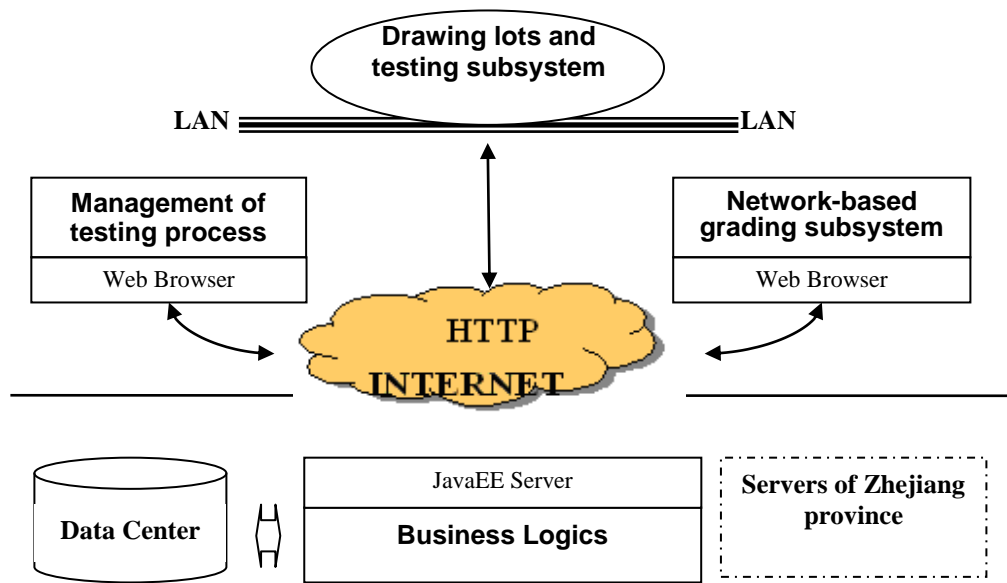 Drawing lots and
testing subsystem
LAN
LAN
Management of
testing process
Web Browser
Network-based
grading subsystem
Web Browser
HTTP
INTERNET
Data Center
JavaEE Server
Business Logics
Servers of Zhejiang
province